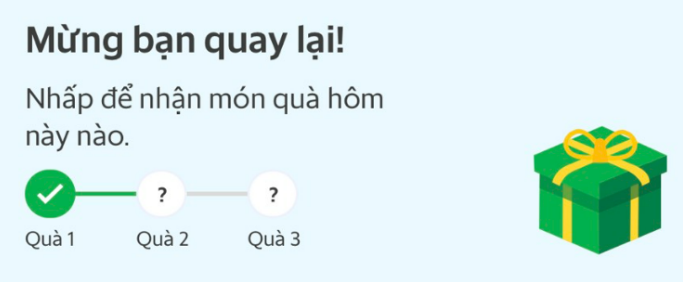 Mừng bạn quay lại!
Nhấp để nhận món quà hôm
này nào.
? ?
Quà 1 Quà 2 Quà 3